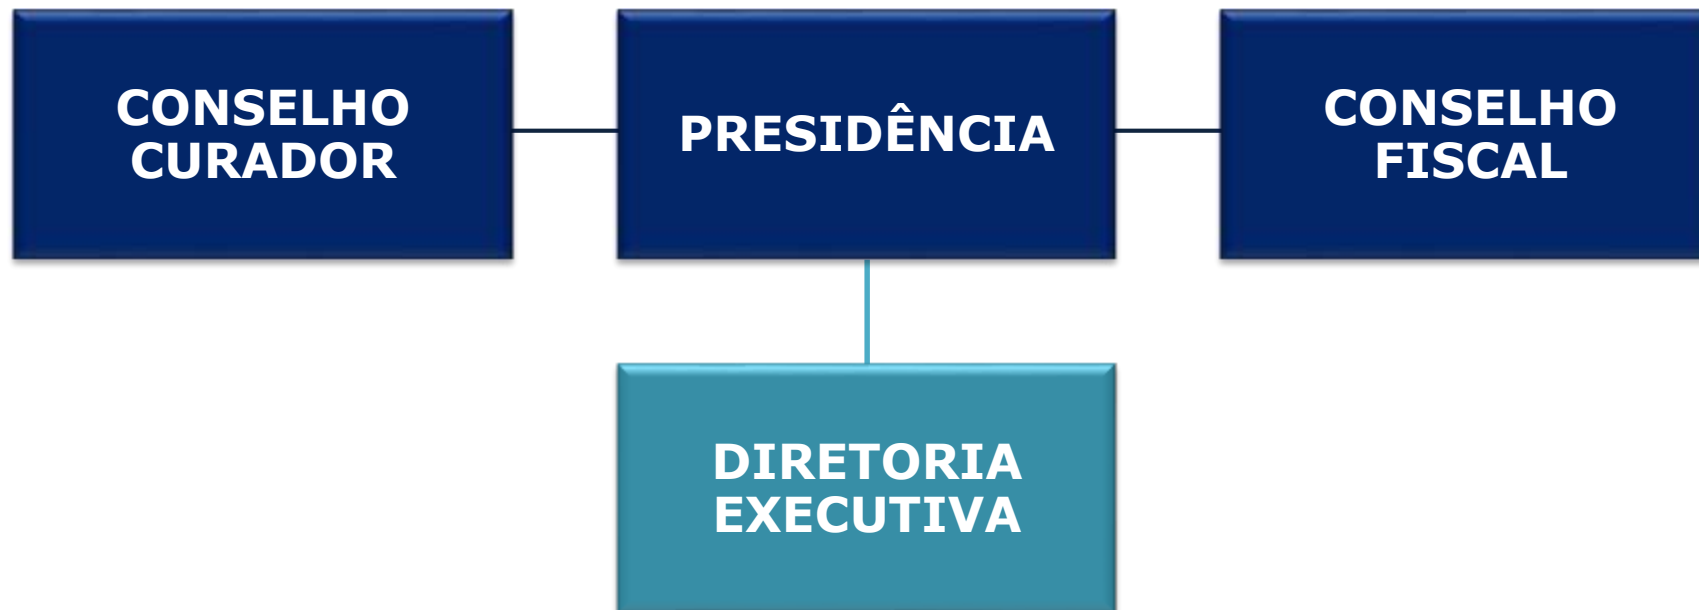 CONSELHO
CURADOR
PRESIDÊNCIA
CONSELHO
FISCAL
DIRETORIA
EXECUTIVA